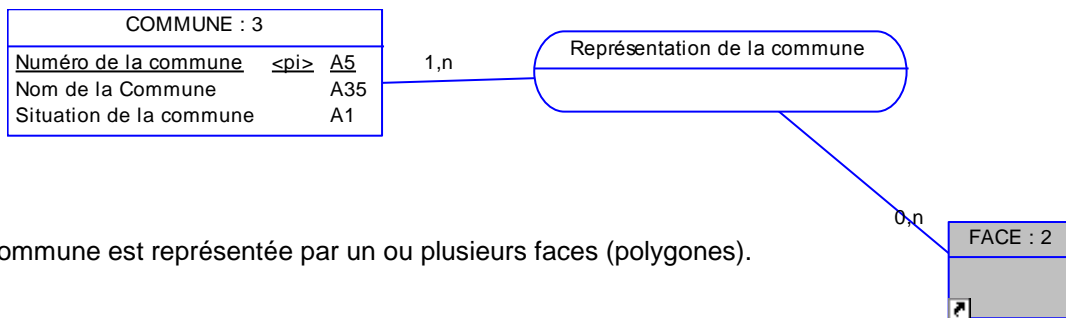 COMMUNE : 3
Numéro de la commune <pi> A5
Nom de la Commune A35
Situation de la commune A1
1,n
Représentation de la commune
0,n
FACE : 2
ommune est représentée par un ou plusieurs faces (polygones).